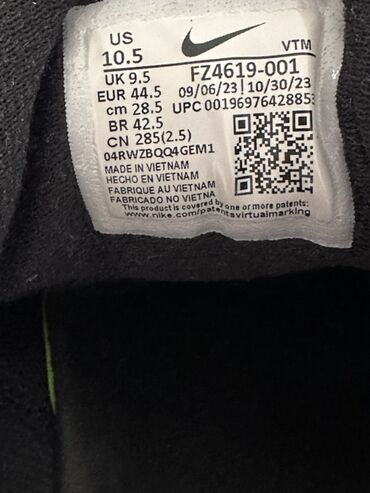 US
10.5
VTM
UK 9.5
FZ4619-001
EUR 44.5
09/06/23 | 10/30/23
cm 28.5
UPC 00196976428853
BR 42.5
CN 285(2.5)
04RWZBQQ4GEM1
MADE IN VIETNAM
HECHO EN VIETNAM
FABRIQUE AU VIETNAM
FABRICADO NO VIETNA
This product is covered by one or more patents:
www.nike.com/patentsvirtualmarking